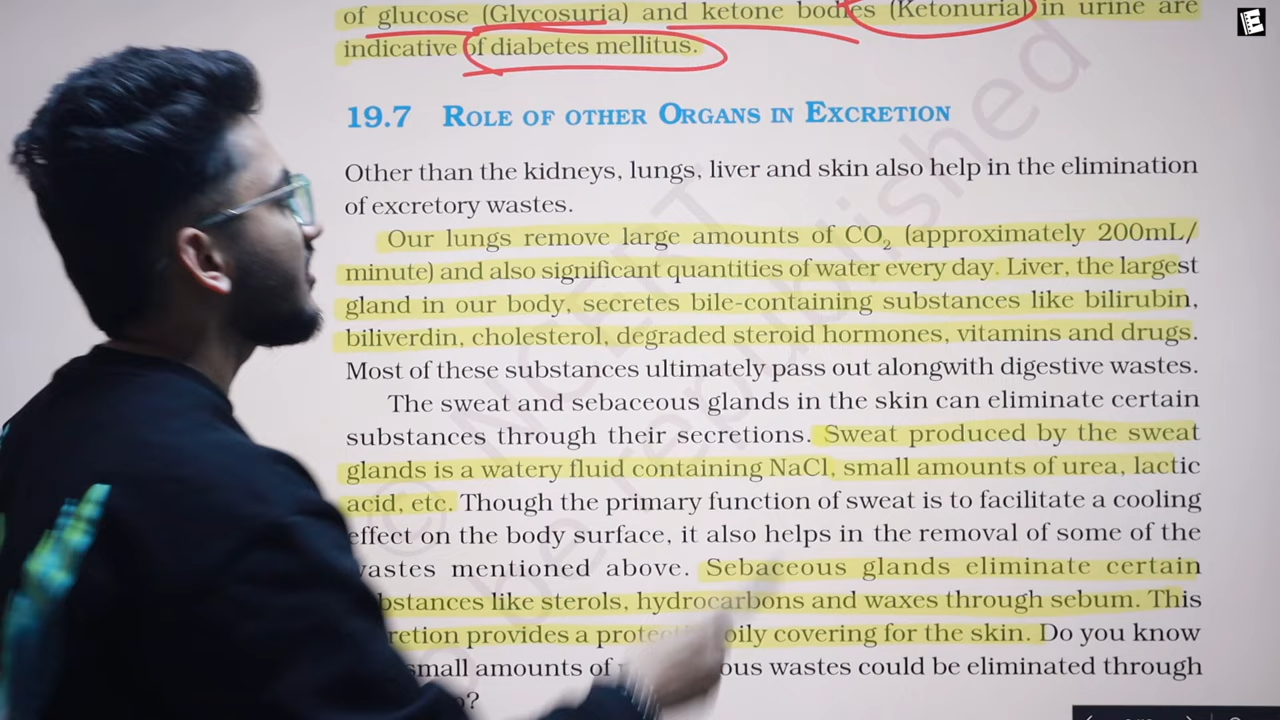 of glucose (Glycosuria) and ketone bodies (Ketonuria) in urine are
indicative of diabetes mellitus.
19.7 ROLE OF OTHER ORGANS IN EXCRETION
Other than the kidneys, lungs, liver and skin also help in the elimination
of excretory wastes.
Our lungs remove large amounts of CO₂ (approximately 200mL/
minute) and also significant quantities of water every day. Liver, the largest
gland in our body, secretes bile-containing substances like bilirubin,
biliverdin, cholesterol, degraded steroid hormones, vitamins and drugs.
Most of these substances ultimately pass out alongwith digestive wastes.
The sweat and sebaceous glands in the skin can eliminate certain
substances through their secretions. Sweat produced by the sweat
glands is a watery fluid containing NaCl, small amounts of urea, lactic
acid, etc. Though the primary function of sweat is to facilitate a cooling
effect on the body surface, it also helps in the removal of some of the
wastes mentioned above. Sebaceous glands eliminate certain
like sterols, hydrocarbons and waxes through sebum. This
provides a oily covering for the skin. Do you know
small amounts of wastes could be eliminated through
be republished